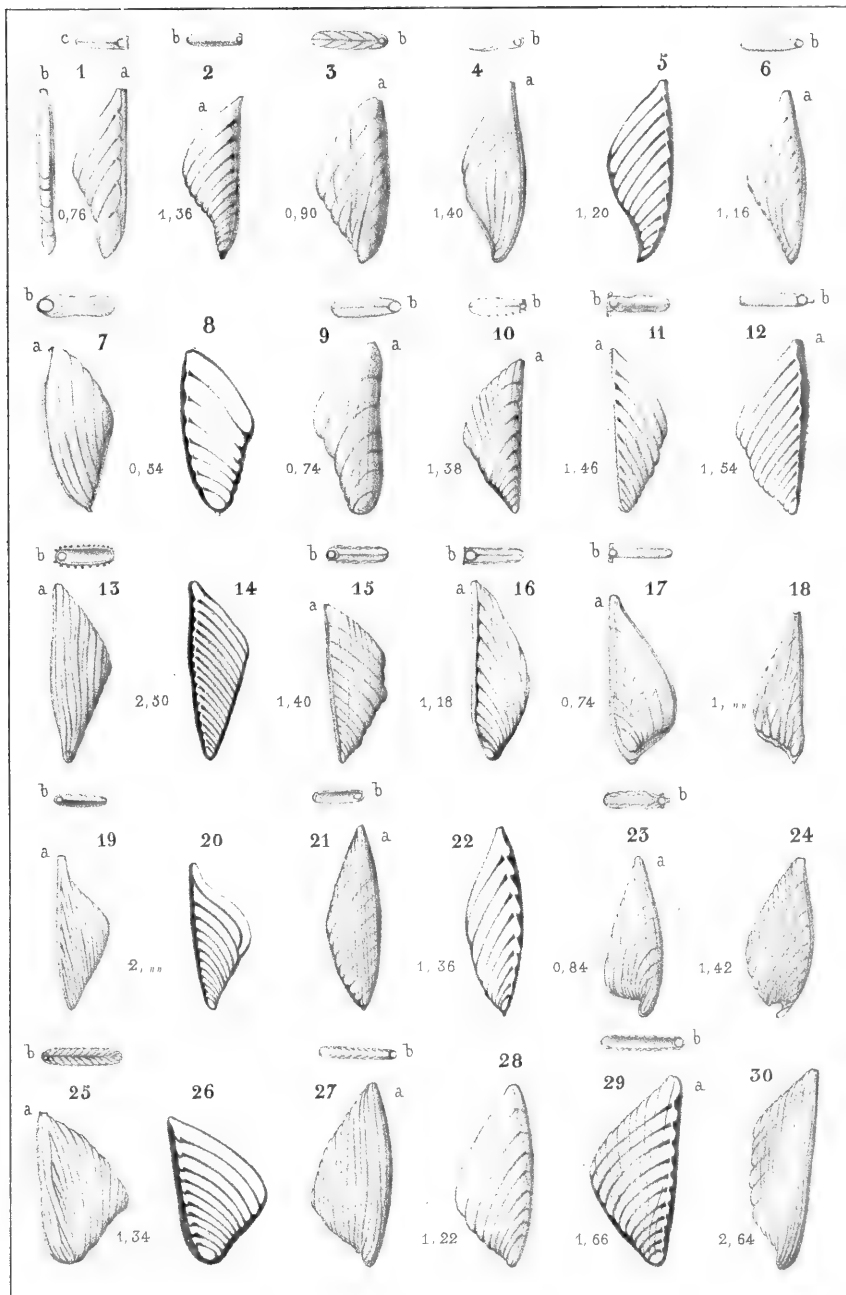 c b b b b
b 1 a 2 3 4 5 6
a a a a
0,76 1,36 0,90 1,40 1,20 1,16
b b b b b
7 8 9 10 11 12
a a a a a
0,54 0,74 1,38 1,46 1,54
b b b b
13 14 15 16 17 18
a a a a
2,50 1,40 1,18 0,74 1, „„
b b b
19 20 21 22 23 24
a a a
2, „„ 1,36 0,84 1,42
b b b
25 26 27 28 29 30
a a a
1,34 1,22 1,66 2,64